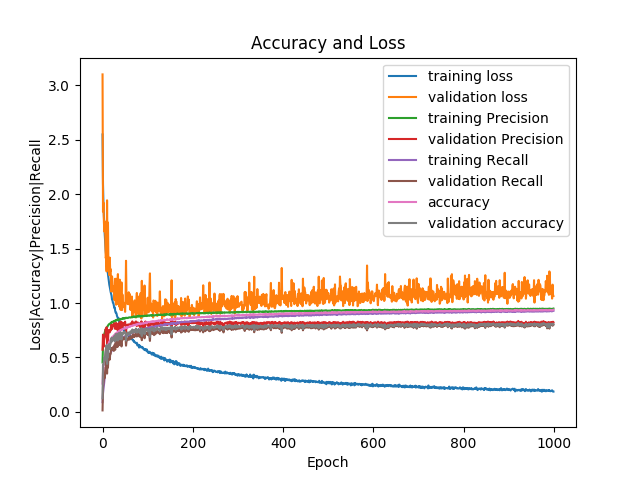 Accuracy and Loss
Loss|Accuracy|Precision|Recall
3.0
2.5
2.0
1.5
1.0
0.5
0.0
training loss
validation loss
training Precision
validation Precision
training Recall
validation Recall
accuracy
validation accuracy
0 200 400 600 800 1000
Epoch